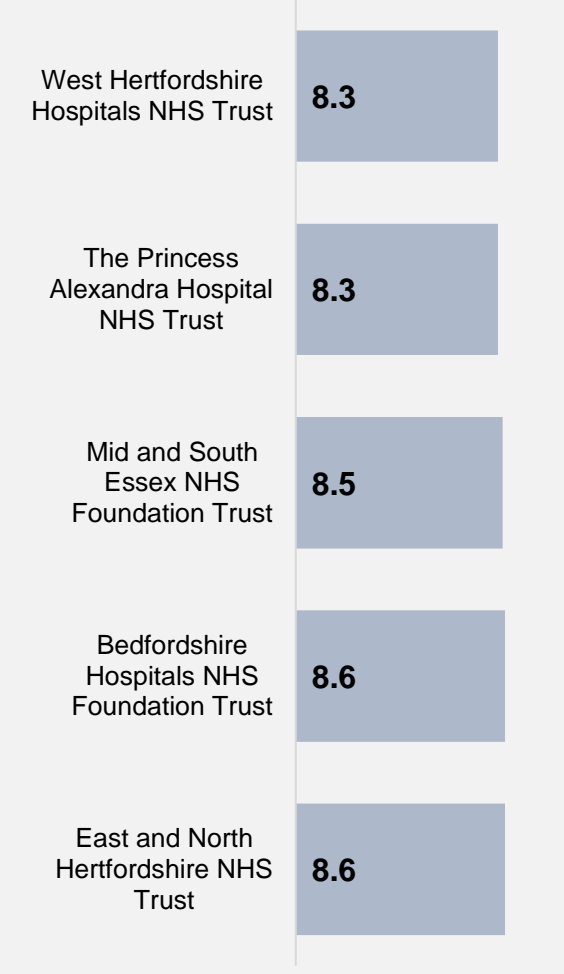 West Hertfordshire
Hospitals NHS Trust
8.3
The Princess
Alexandra Hospital
NHS Trust
8.3
Mid and South
Essex NHS
Foundation Trust
8.5
Bedfordshire
Hospitals NHS
Foundation Trust
8.6
East and North
Hertfordshire NHS
Trust
8.6